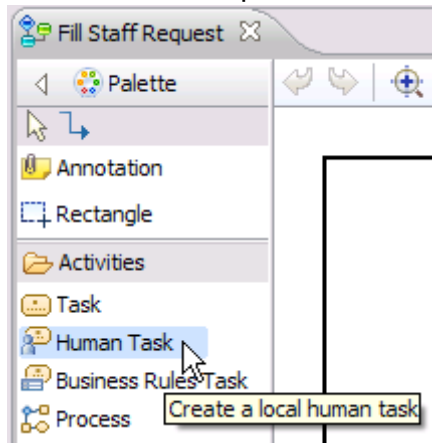 Fill Staff Request
Palette
Annotation
Rectangle
Activities
Task
Human Task
Business Rules Task
Create a local human task
Process